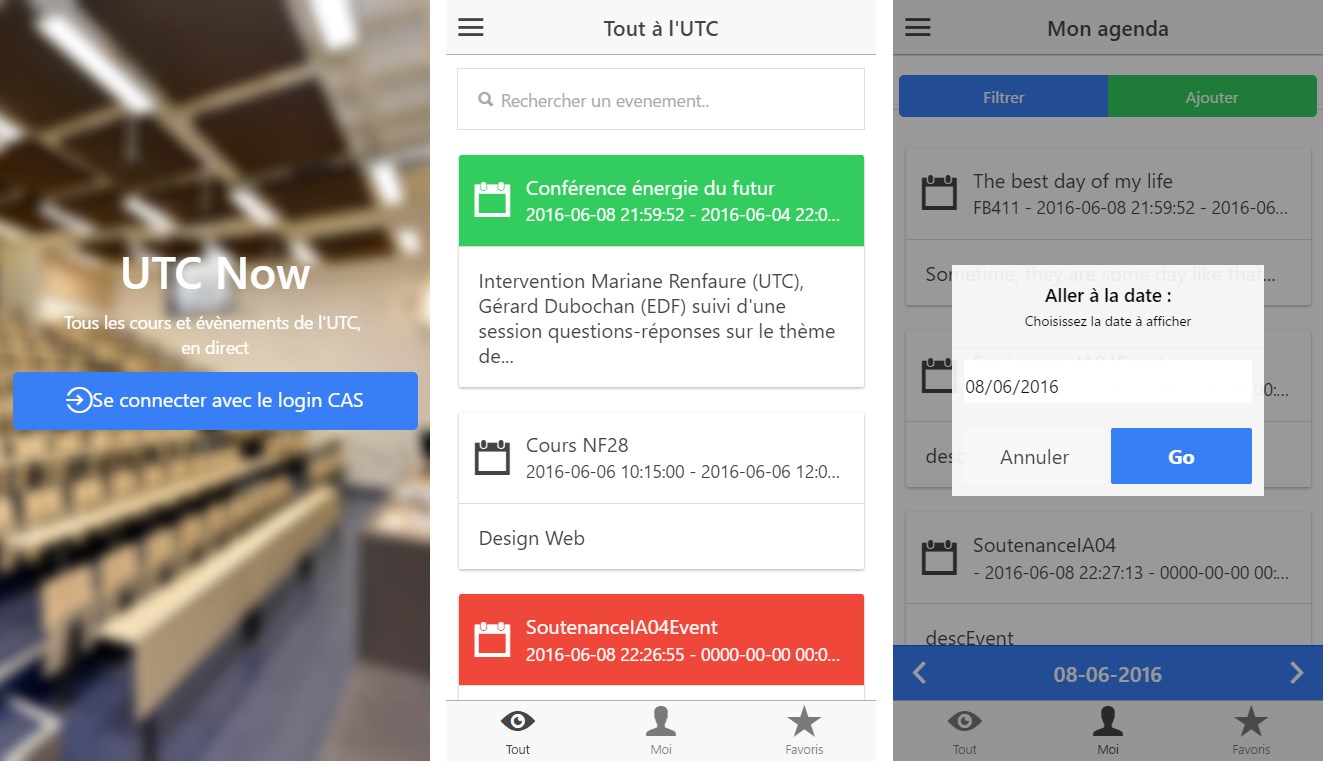 UTC Now
Tous les cours et évènements de l'UTC,
en direct
Se connecter avec le login CAS
Tout à l'UTC
Rechercher un evenement..
Conférence énergie du futur
2016-06-08 21:59:52 - 2016-06-04 22:0...
Intervention Mariane Renfaure (UTC),
Gérard Dubochan (EDF) suivi d'une
session questions-réponses sur le thème
de...
Cours NF28
2016-06-06 10:15:00 - 2016-06-06 12:0...
Design Web
SoutenanceIA04Event
2016-06-08 22:26:55 - 0000-00-00 00:0...
Tout
Moi
Favoris
Mon agenda
Filtrer
Ajouter
The best day of my life
FB411 - 2016-06-08 21:59:52 - 2016-06...
Sometime, they are some day like that...
Aller à la date :
Choisissez la date à afficher
08/06/2016
Annuler
Go
SoutenanceIA04
- 2016-06-08 22:27:13 - 0000-00-00 00:...
descEvent
08-06-2016
Tout
Moi
Favoris